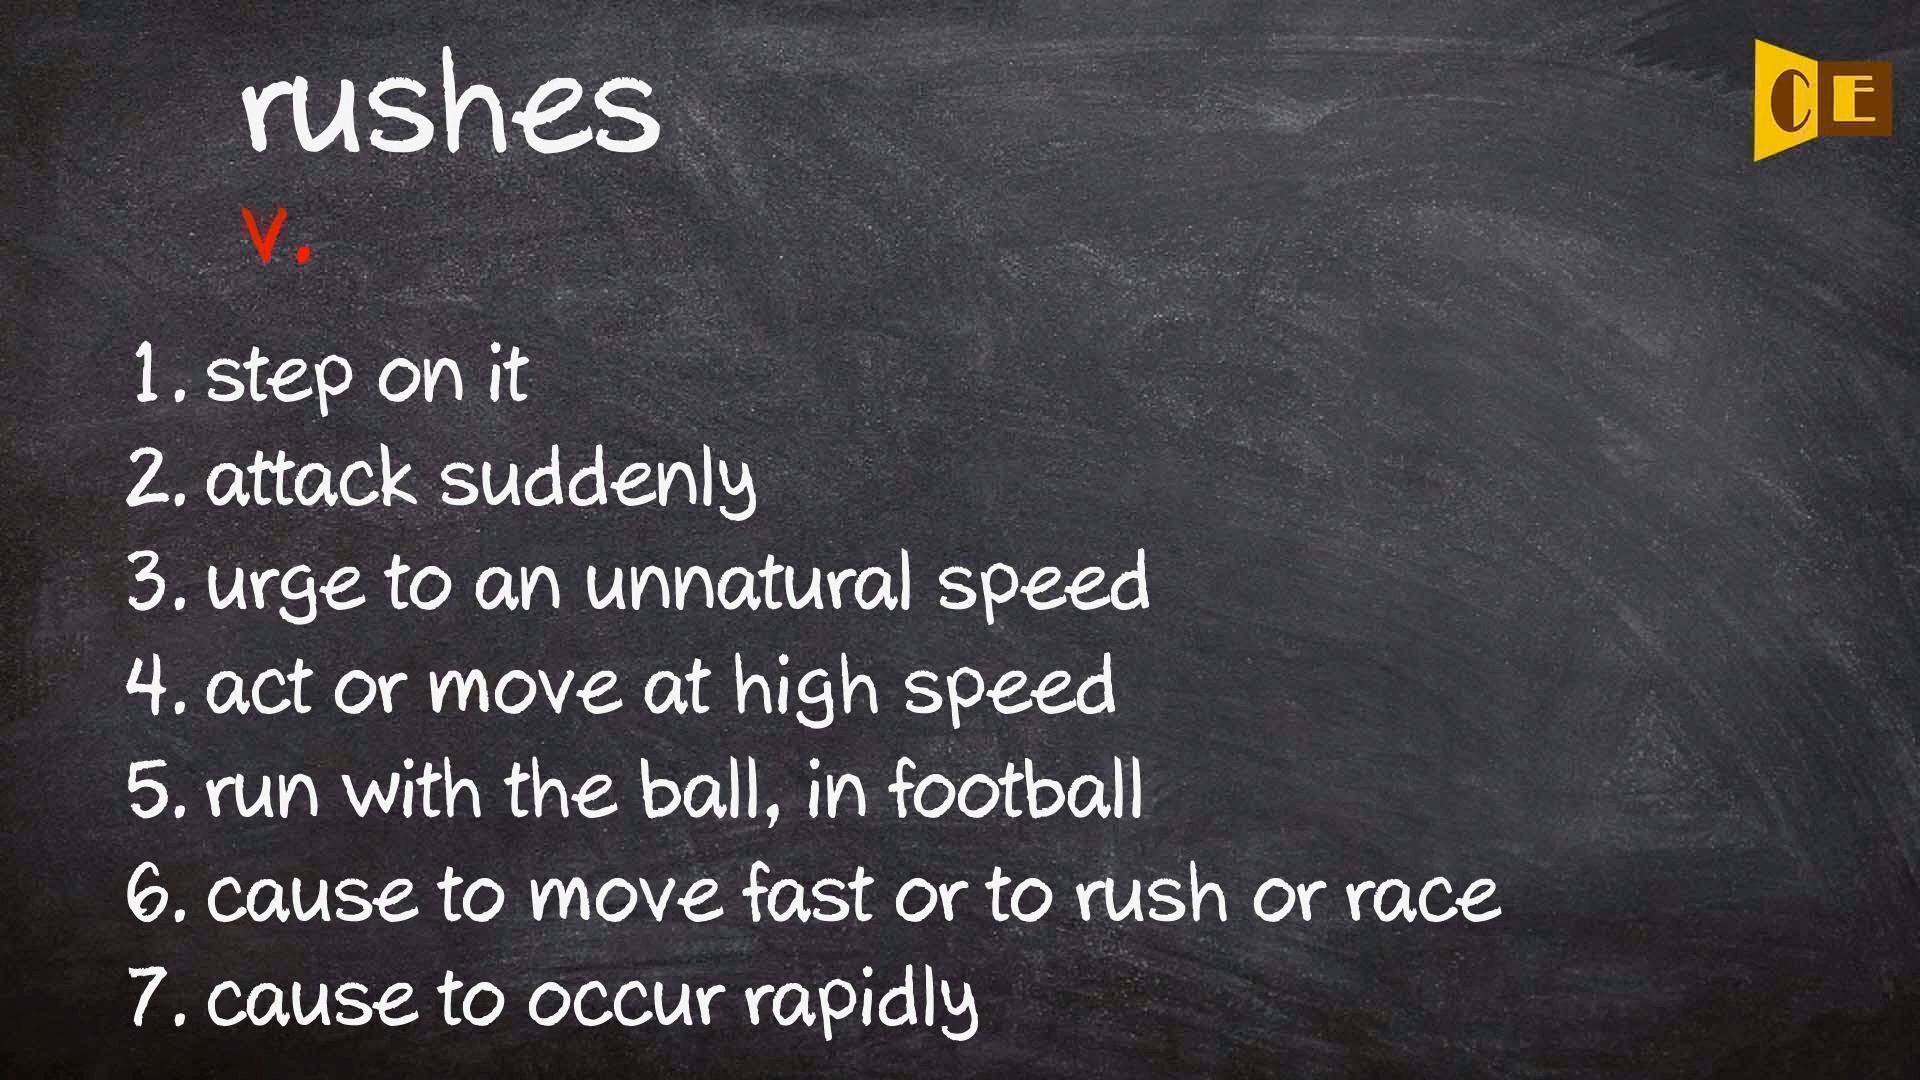 rushes
CE
v.
1. step on it
2. attack suddenly
3. urge to an unnatural speed
4. act or move at high speed
5. run with the ball, in football
6. cause to move fast or to rush or race
7. cause to occur rapidly